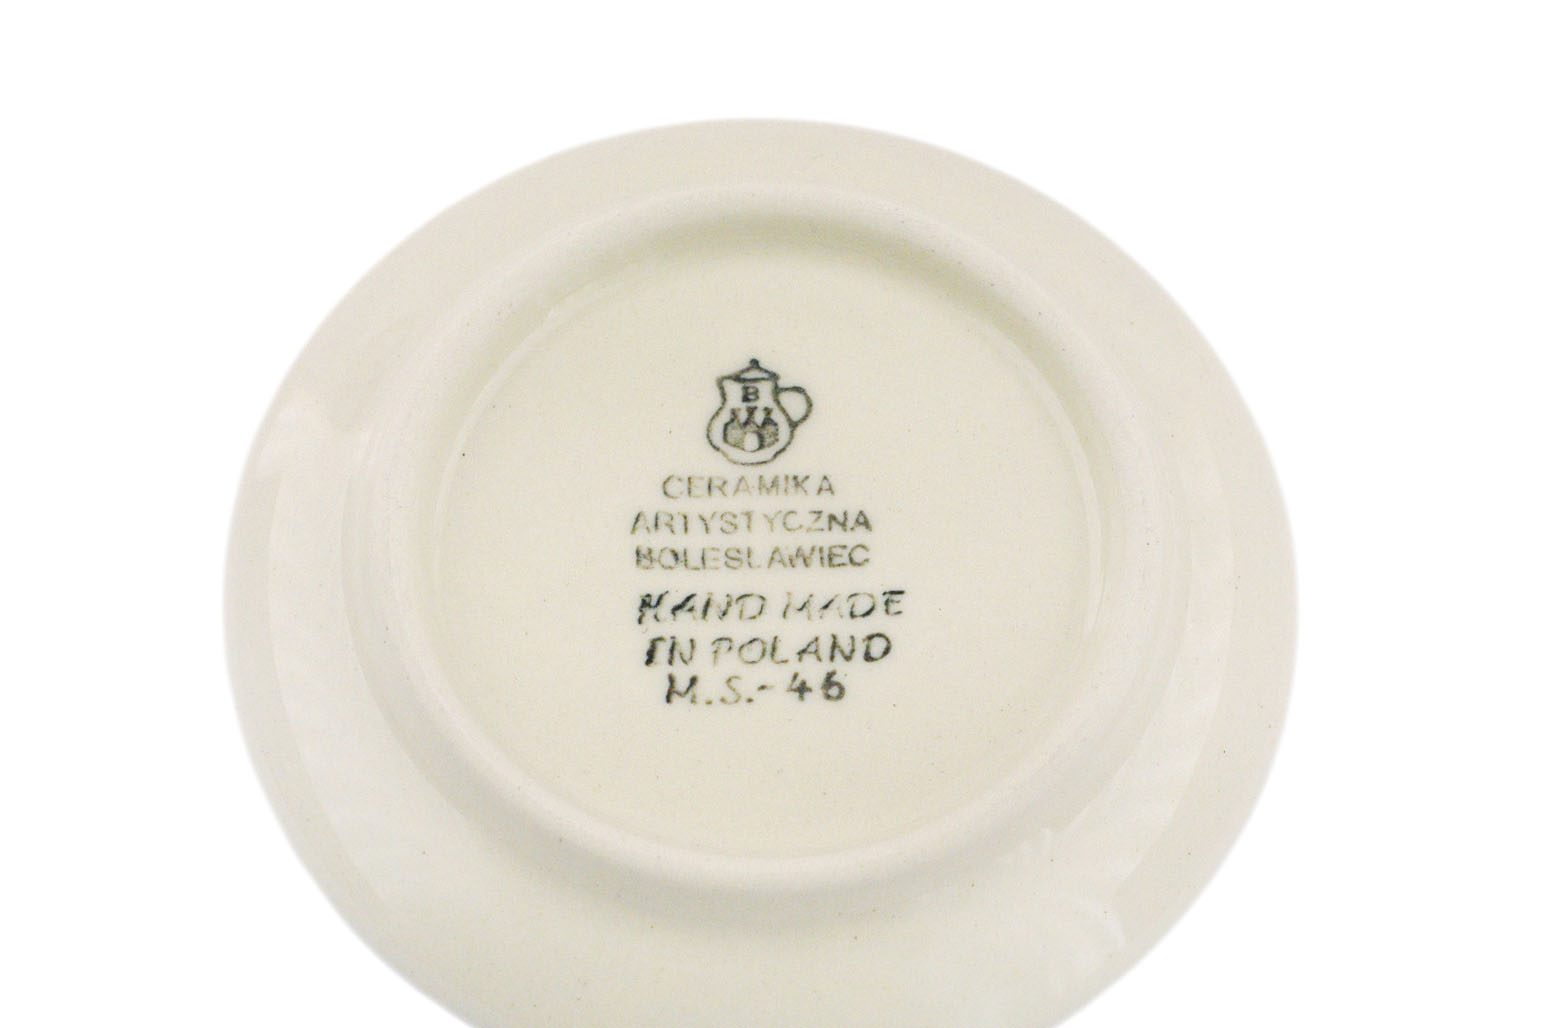 B
CERAMIKA
ARTYSTYCZNA
BOLESLAWIEC
HAND MADE
IN POLAND
M.S.-46